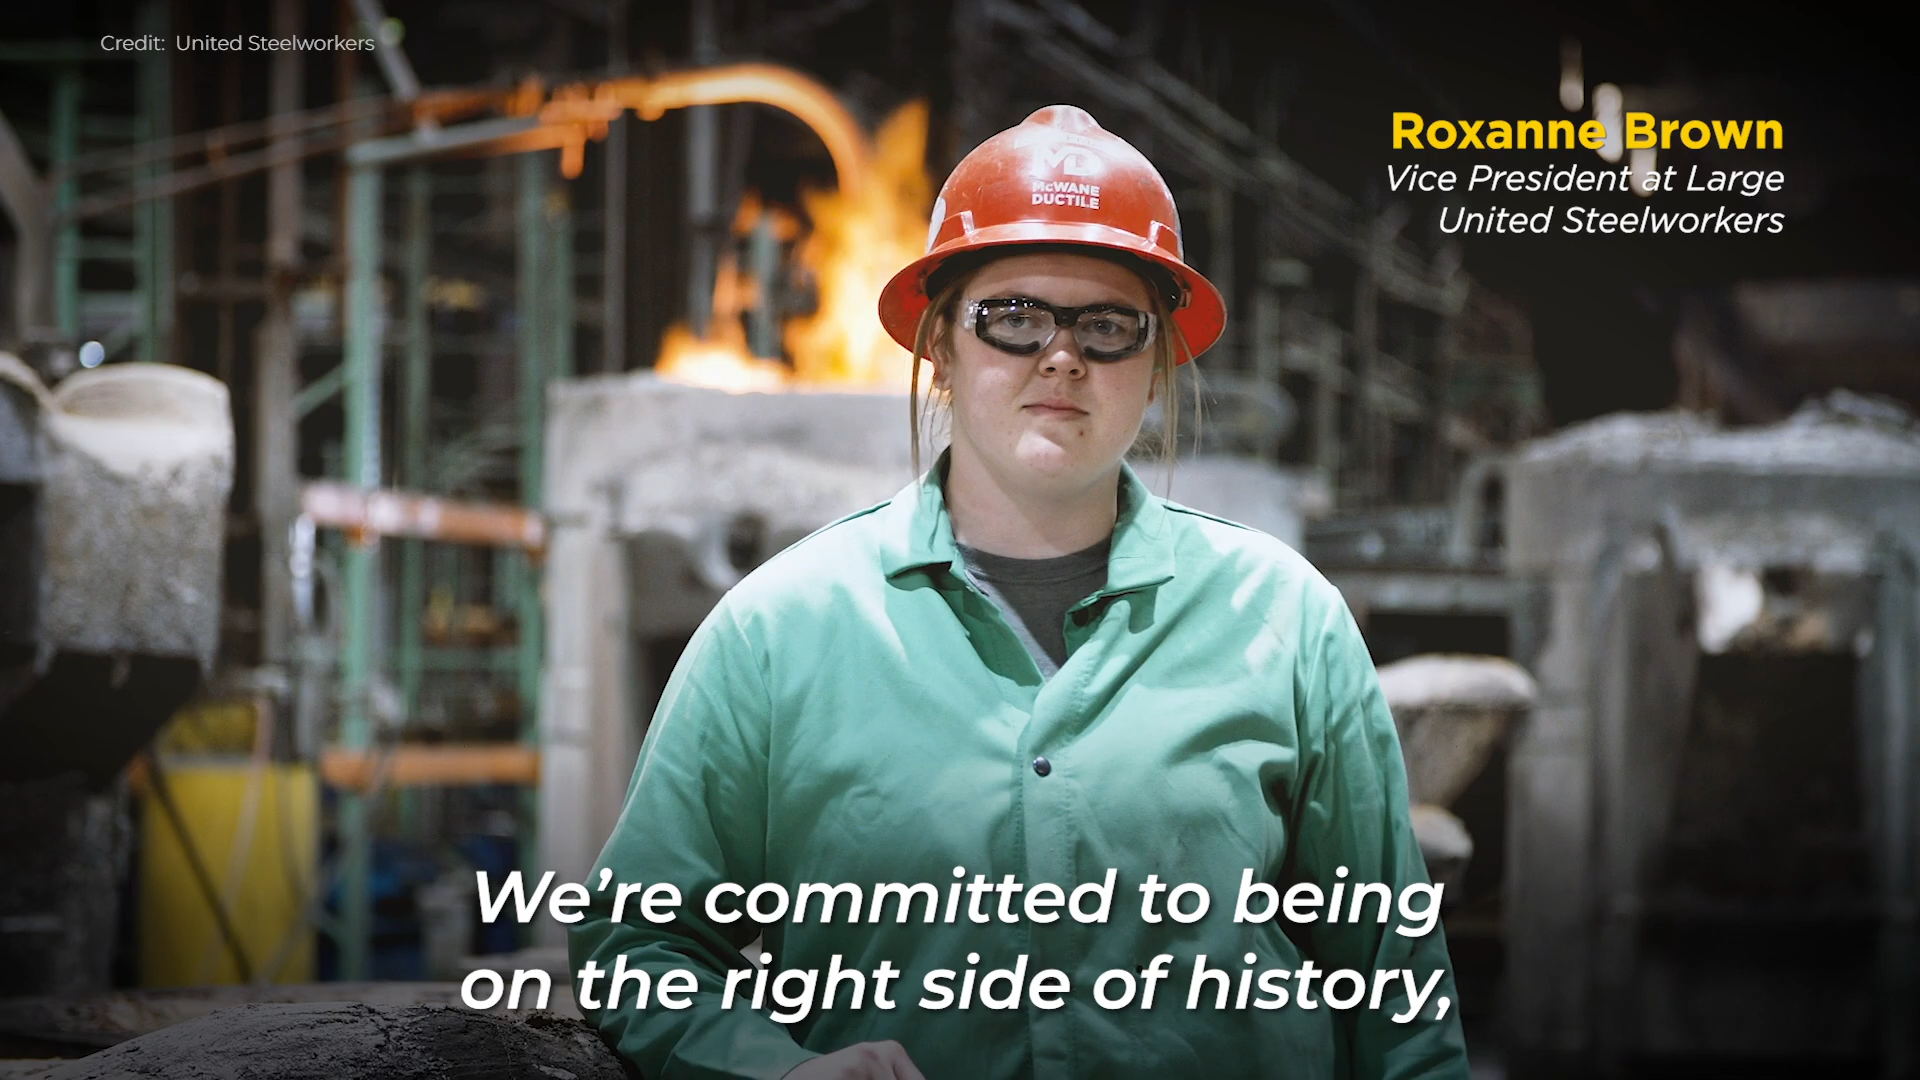 Credit: United Steelworkers
Roxanne Brown
Vice President at Large
United Steelworkers
MD
McWANE
DUCTILE
We're committed to being
on the right side of history,